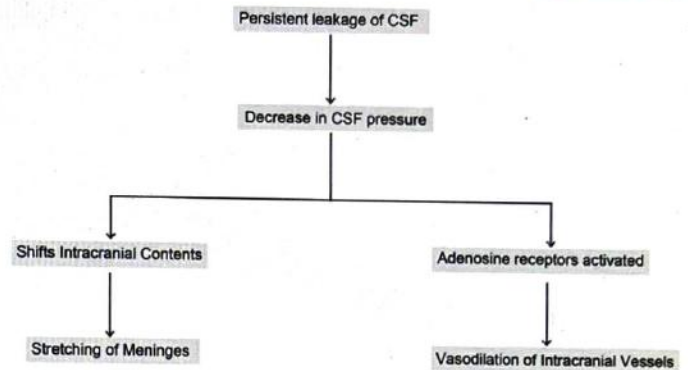 Persistent leakage of CSF
Decrease in CSF pressure
Shifts Intracranial Contents
Adenosine receptors activated
Stretching of Meninges
Vasodilation of Intracranial Vessels